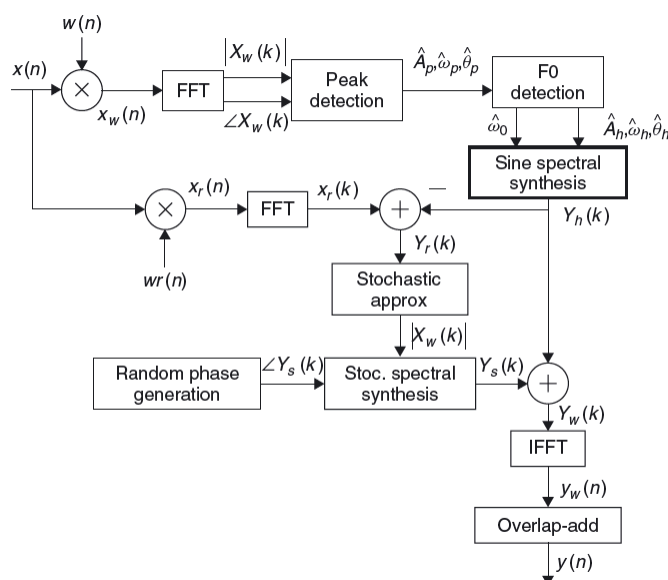 w(n)
x(n)
×
x_w(n)
FFT
|X_w(k)|
∠X_w(k)
Peak
detection
Â_p,ω̂_p,θ̂_p
F0
detection
ω̂_0
Â_h,ω̂_h,θ̂_h
Sine spectral
synthesis
×
x_r(n)
FFT
x_r(k)
+
−
Y_h(k)
wr(n)
Y_r(k)
Stochastic
approx
|X_w(k)|
Random phase
generation
∠Y_s(k)
Stoc. spectral
synthesis
Y_s(k)
+
Y_w(k)
IFFT
y_w(n)
Overlap-add
y(n)